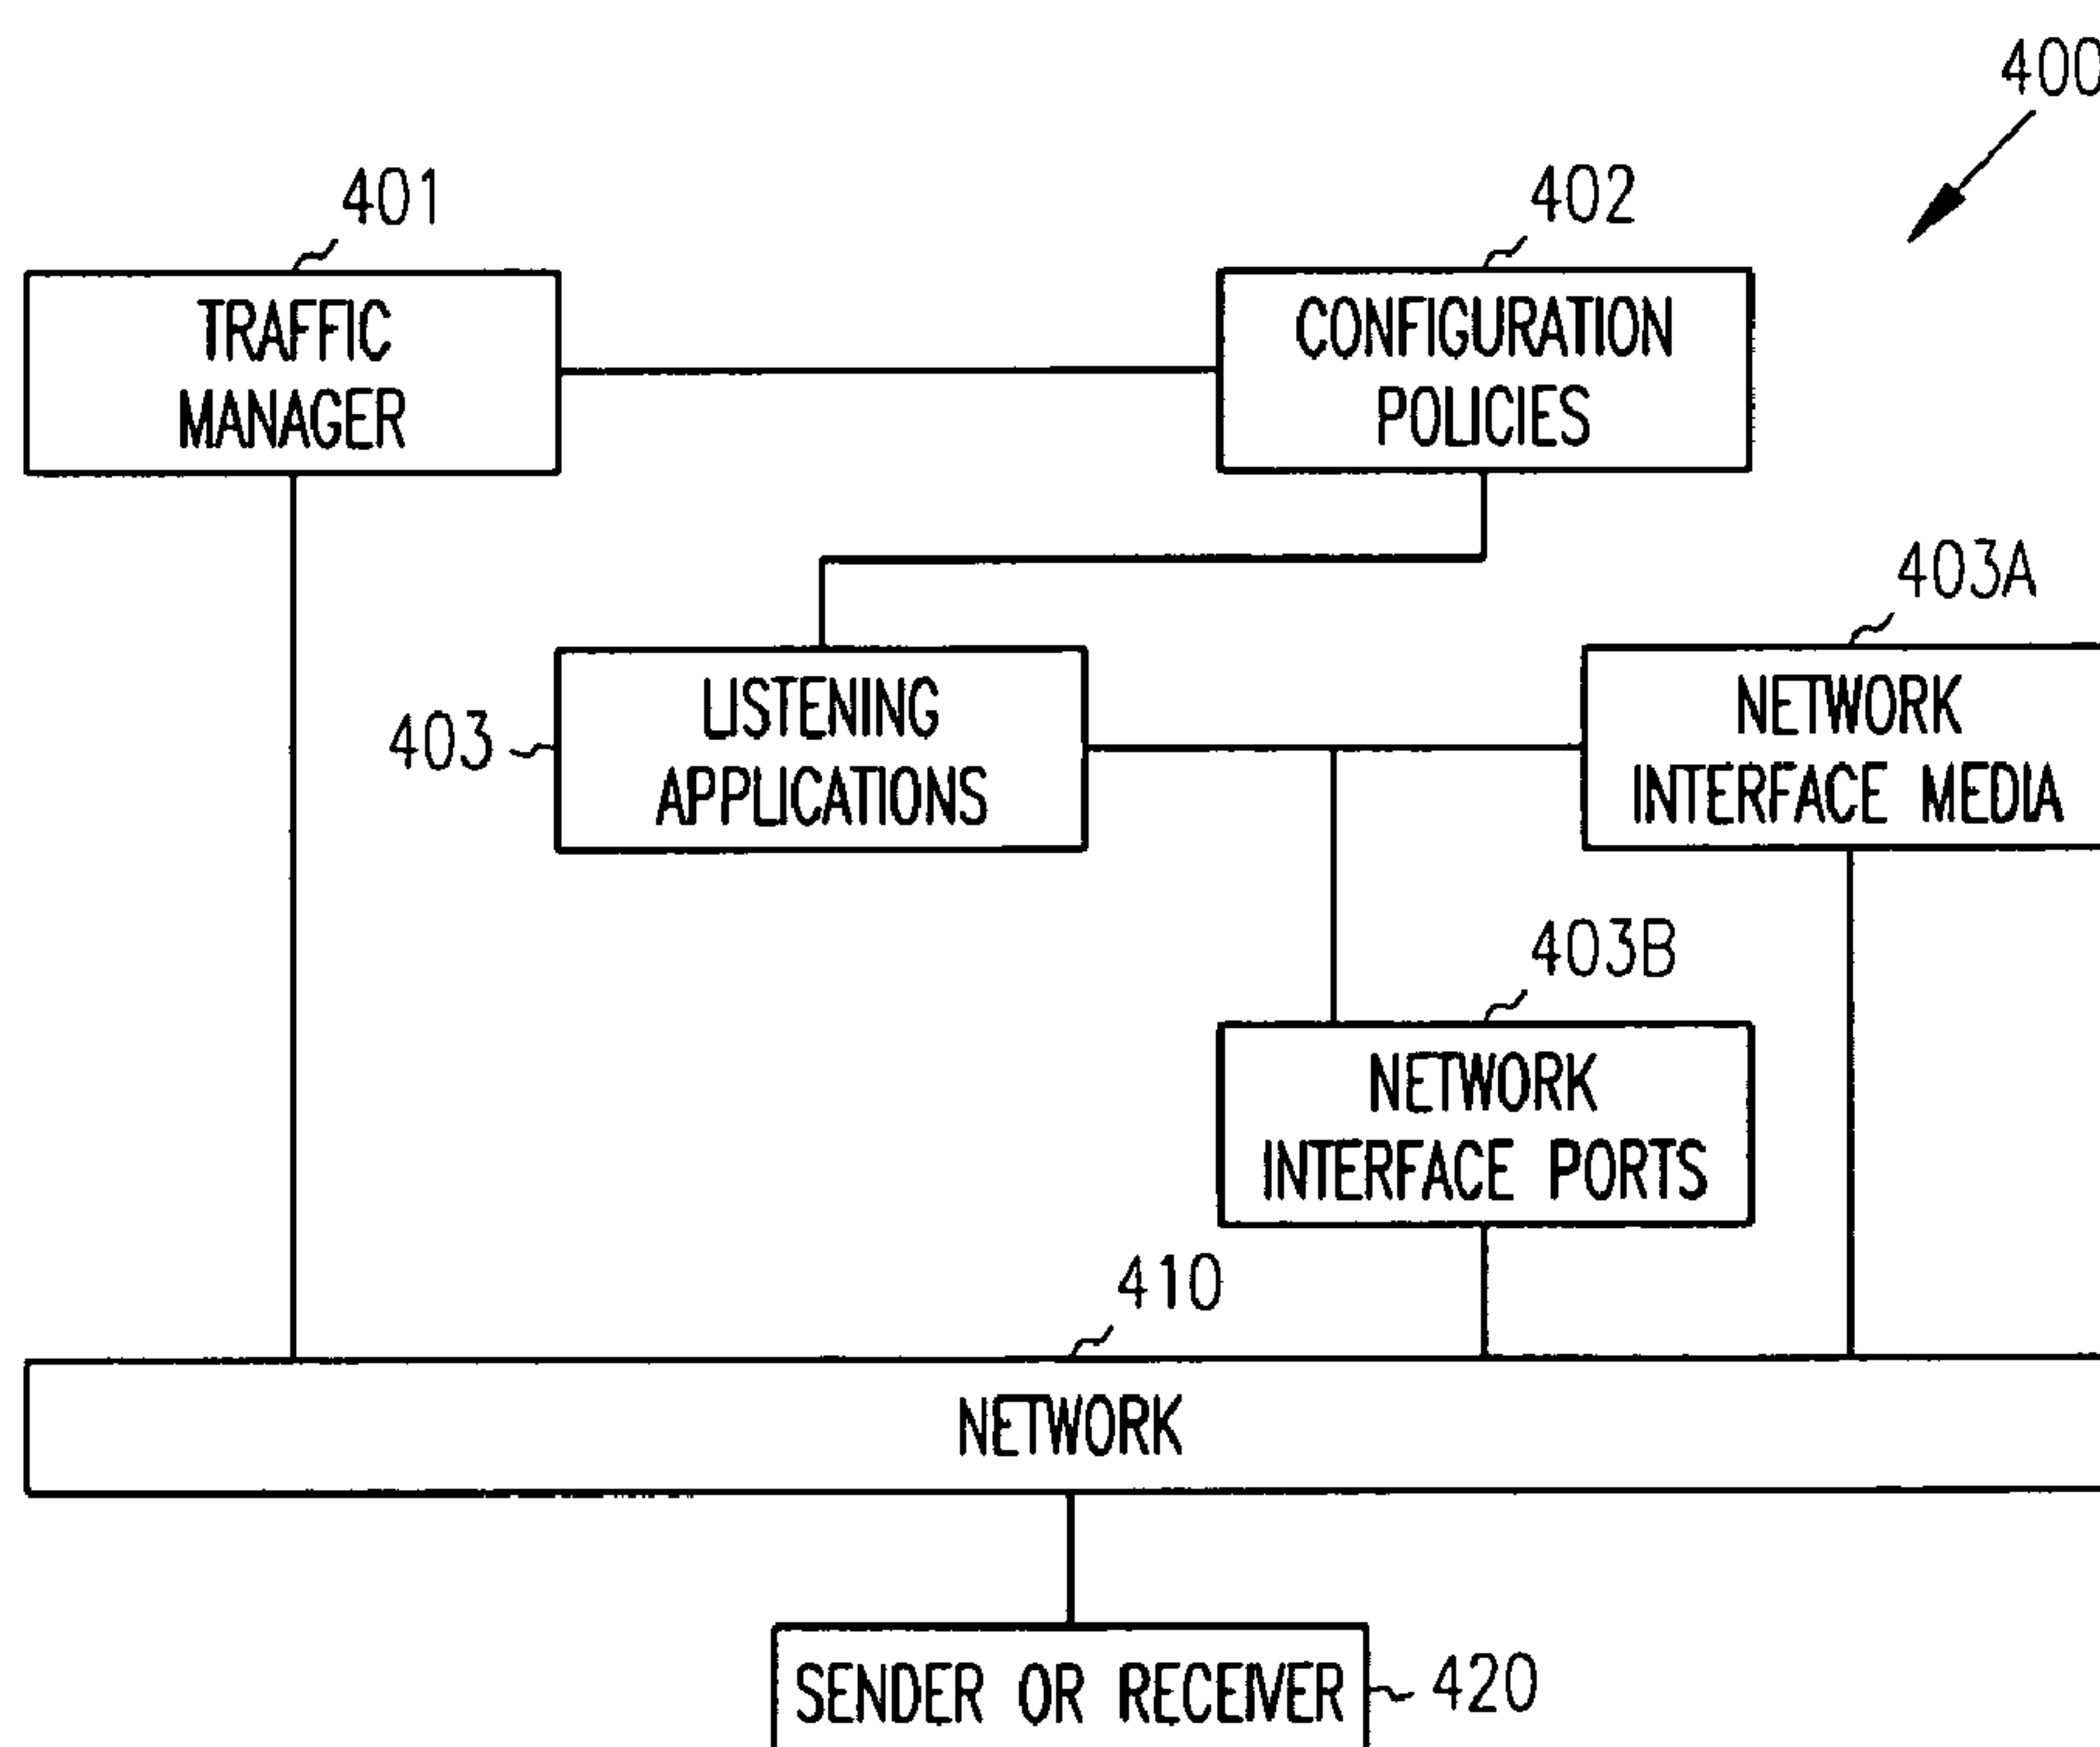 400
401
402
TRAFFIC
MANAGER
CONFIGURATION
POLICIES
403A
403
LISTENING
APPLICATIONS
NETWORK
INTERFACE MEDIA
403B
NETWORK
INTERFACE PORTS
410
NETWORK
SENDER OR RECEIVER
420